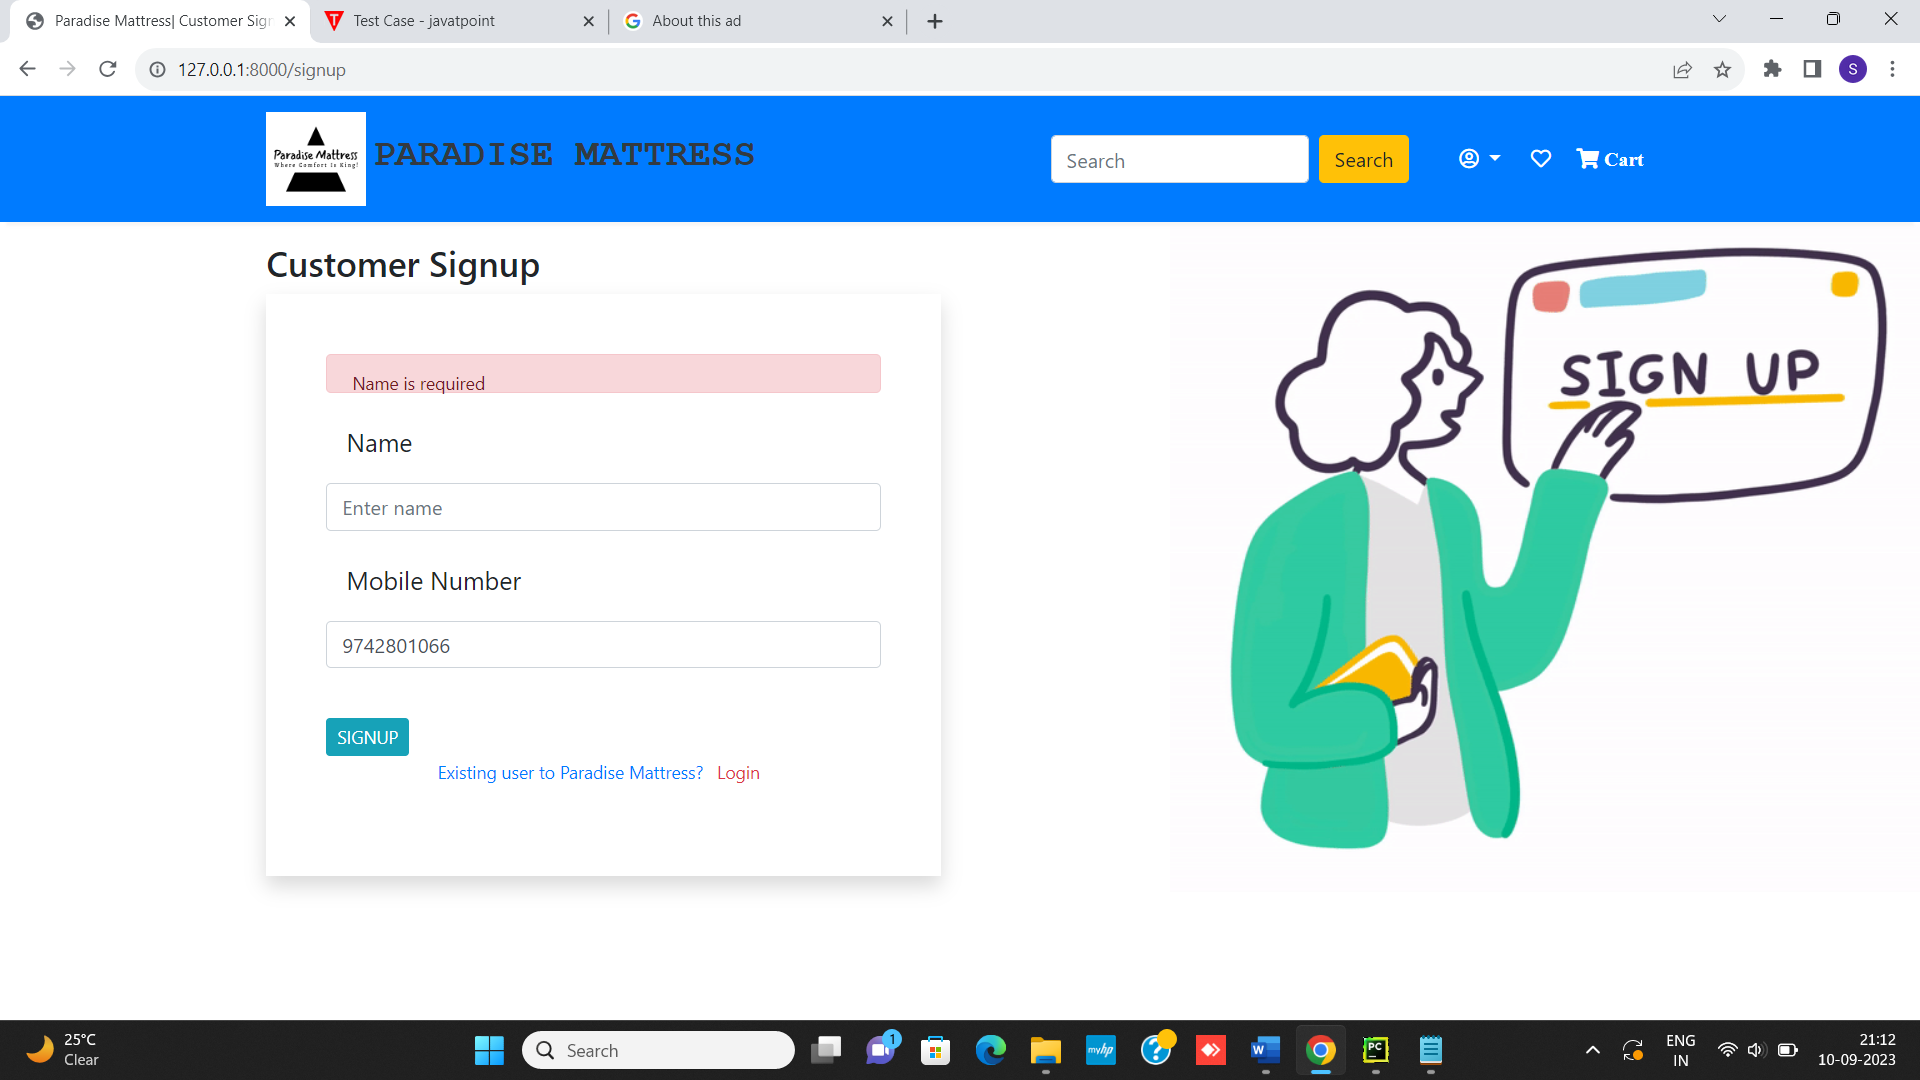 Paradise Mattress| Customer Sign
Test Case - javatpoint
About this ad
127.0.0.1:8000/signup
S
Paradise Mattress
Where Comfort Is King!
PARADISE MATTRESS
Search
Search
Cart
Customer Signup
Name is required
Name
Enter name
Mobile Number
9742801066
SIGNUP
Existing user to Paradise Mattress? Login
SIGN UP
25°C
Clear
Search
1
myhp
?
W
PC
ENG
IN
21:12
10-09-2023